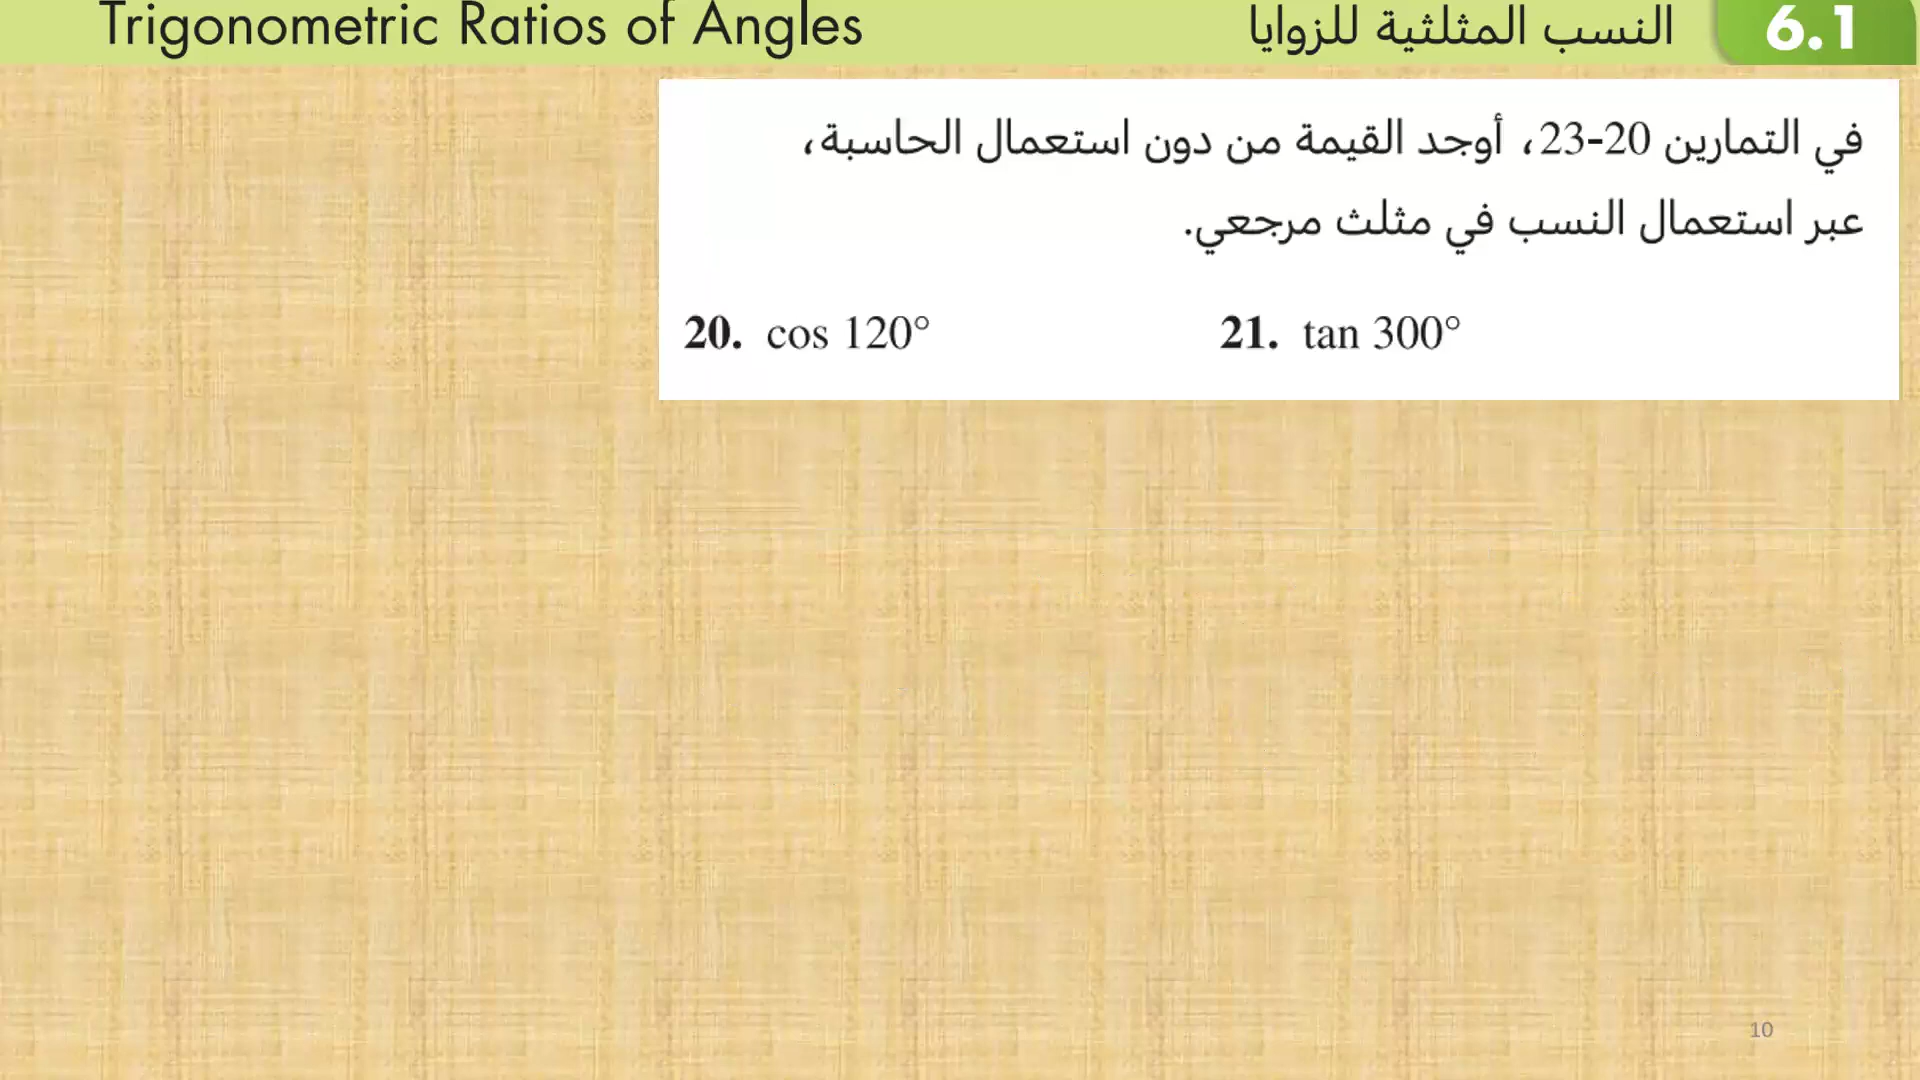 Trigonometric Ratios of Angles النسب المثلثية للزوايا 6.1
في التمارين 20-23، أوجد القيمة من دون استعمال الحاسبة،
عبر استعمال النسب في مثلث مرجعي.
20. cos 120° 21. tan 300°
10